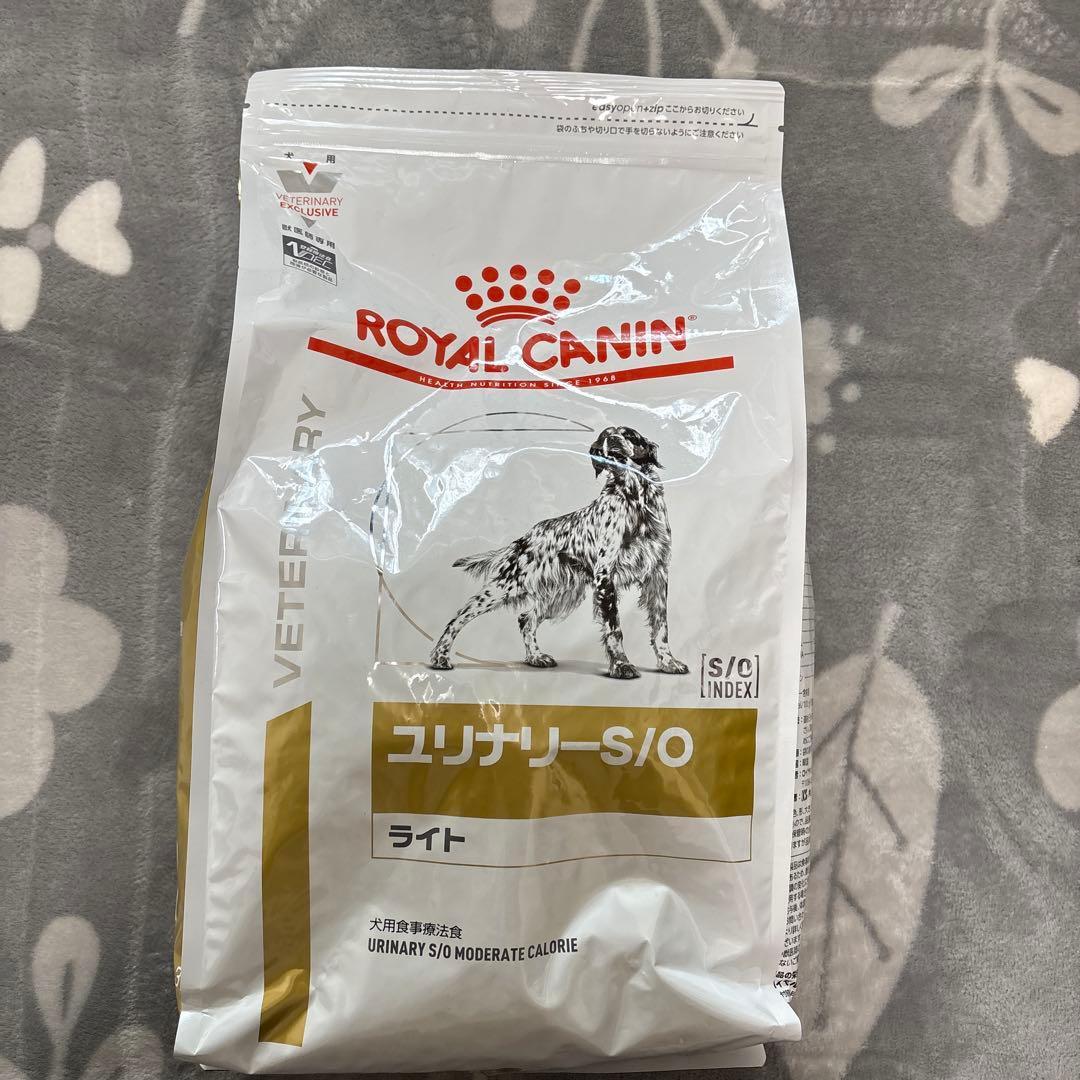 easyopen+zip ここからお切りください
袋のふちや切り口で手を切らないようにご注意ください
犬 用
VETERINARY
EXCLUSIVE
獣医師専用
ROYAL CANIN®
HEALTH NUTRITION SINCE 1968
VETERINARY
S/O
INDEX
ユリナリーS/O
ライト
犬用食事療法食
URINARY S/O MODERATE CALORIE